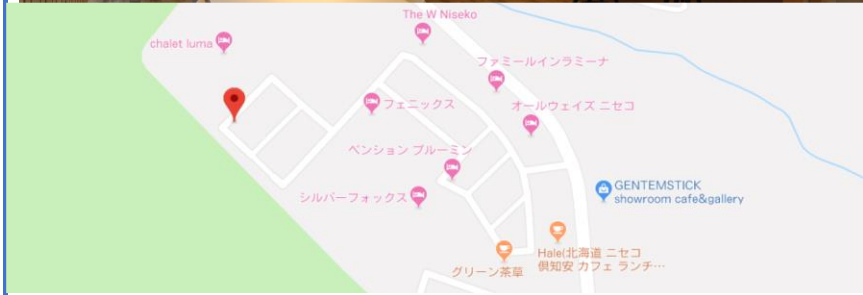 The W Niseko
chalet luma
ファミールインラミーナ
フェニックス
オールウェイズ ニセコ
ペンション ブルーミン
シルバーフォックス
GENTEMSTICK
showroom cafe&gallery
Hale(北海道 ニセコ
倶知安 カフェ ランチ…
グリーン茶草